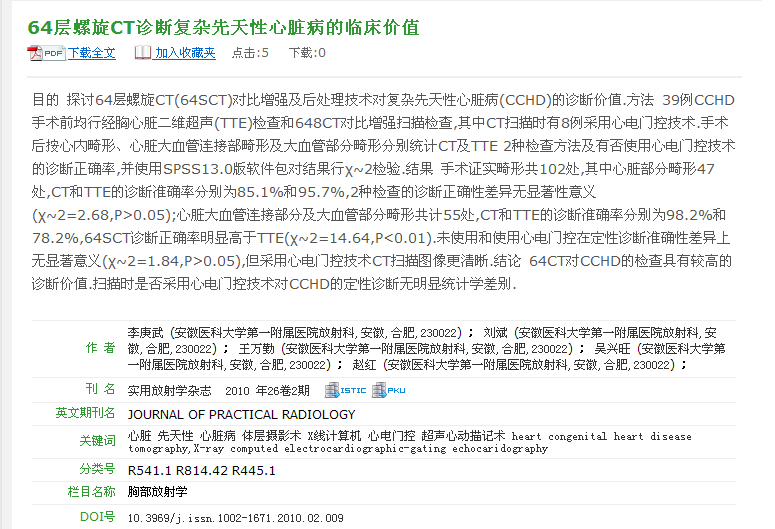 64层螺旋CT诊断复杂先天性心脏病的临床价值
PDF 下载全文 加入收藏夹 点击:5 下载:0
目的 探讨64层螺旋CT(64SCT)对比增强及后处理技术对复杂先天性心脏病(CCHD)的诊断价值.方法 39例CCHD
手术前均行经胸心脏二维超声(TTE)检查和648CT对比增强扫描检查,其中CT扫描时有8例采用心电门控技术.手术
后按心内畸形、心脏大血管连接部畸形及大血管部分畸形分别统计CT及TTE 2种检查方法及有否使用心电门控技术
的诊断正确率,并使用SPSS13.0版软件包对结果行χ~2检验.结果 手术证实畸形共102处,其中心脏部分畸形47
处,CT和TTE的诊断准确率分别为85.1%和95.7%,2种检查的诊断正确性差异无显著性意义
(χ~2=2.68,P>0.05);心脏大血管连接部分及大血管部分畸形共计55处,CT和TTE的诊断准确率分别为98.2%和
78.2%,64SCT诊断正确率明显高于TTE(χ~2=14.64,P<0.01).未使用和使用心电门控在定性诊断准确性差异上
无显著意义(χ~2=1.84,P>0.05),但采用心电门控技术CT扫描图像更清晰.结论 64CT对CCHD的检查具有较高的
诊断价值.扫描时是否采用心电门控技术对CCHD的定性诊断无明显统计学差别.
李庚武 (安徽医科大学第一附属医院放射科,安徽,合肥,230022) ; 刘斌 (安徽医科大学第一附属医院放射科,安
作 者 徽,合肥,230022) ; 王万勤 (安徽医科大学第一附属医院放射科,安徽,合肥,230022) ; 吴兴旺 (安徽医科大学第
一附属医院放射科,安徽,合肥,230022) ; 赵红 (安徽医科大学第一附属医院放射科,安徽,合肥,230022) ;
刊 名 实用放射学杂志 2010 年26卷2期 ISTIC PKU
英文期刊名 JOURNAL OF PRACTICAL RADIOLOGY
关键词 心脏 先天性 心脏病 体层摄影术 X线计算机 心电门控 超声心动描记术 heart congenital heart disease
tomography,X-ray computed electrocardiographic-gating echocaridography
分类号 R541.1 R814.42 R445.1
栏目名称 胸部放射学
DOI号 10.3969/j.issn.1002-1671.2010.02.009